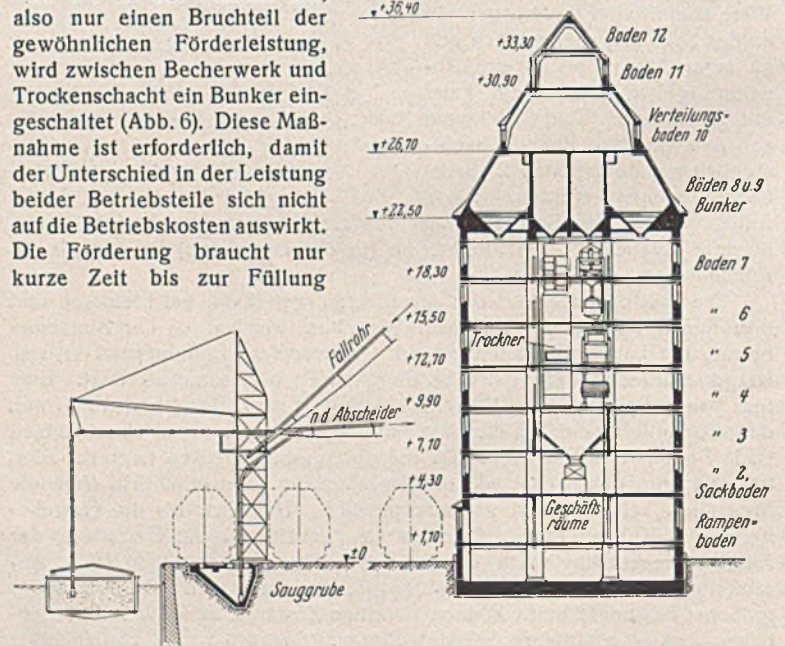 also nur einen Bruchteil der
gewöhnlichen Förderleistung,
wird zwischen Becherwerk und
Trockenschacht ein Bunker ein-
geschaltet (Abb. 6). Diese Maß-
nahme ist erforderlich, damit
der Unterschied in der Leistung
beider Betriebsteile sich nicht
auf die Betriebskosten auswirkt.
Die Förderung braucht nur
kurze Zeit bis zur Füllung
+36,40
+33,30
Boden 12
+30,90
Boden 11
Verteilungs=
boden 10
+26,70
Böden 8 u. 9
Bunker
+22,50
+18,30
Boden 7
+15,50
" 6
Fallrohr
Trockner
+12,70
" 5
+9,90
" 4
n d Abscheider
+7,10
" 3
+4,30
" 2,
Sackboden
Geschäfts
räume
+1,10
Rampen=
boden
±0
Sauggrube